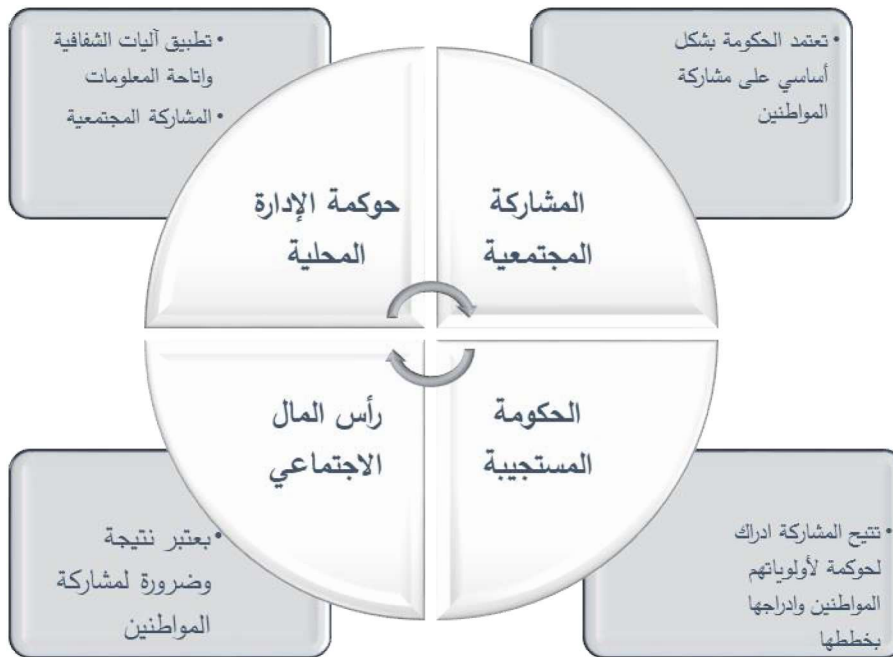 • تطبيق آليات الشفافية
واتاحة المعلومات
• المشاركة المجتمعية
• تعتمد الحكومة بشكل
أساسي على مشاركة
المواطنين
حوكمة الإدارة
المحلية
المشاركة
المجتمعية
رأس المال
الاجتماعي
الحكومة
المستجيبة
• بعتبر نتيجة
وضرورة لمشاركة
المواطنين
• تتيح المشاركة ادراك
لحوكمة لأولوياتهم
المواطنين وادراجها
بخططها